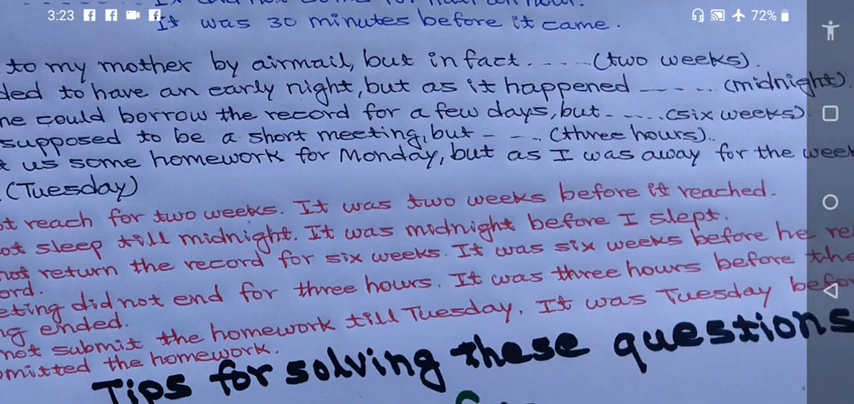 3:23
72%
It was 30 minutes before it came.
to my mother by airmail, but in fact.....(two weeks).
ded to have an early night, but as it happened ..... (midnight).
he could borrow the record for a few days, but.....(six weeks).
supposed to be a short meeting, but ..... (three hours).
t us some homework for Monday, but as I was away for the week
(Tuesday)
ot reach for two weeks. It was two weeks before it reached.
ot sleep till midnight. It was midnight before I slept.
not return the record for six weeks. It was six weeks before he re
ord.
eting did not end for three hours. It was three hours before the
ng ended.
not submit the homework till Tuesday. It was Tuesday before
omitted the homework.
Tips for solving these questions